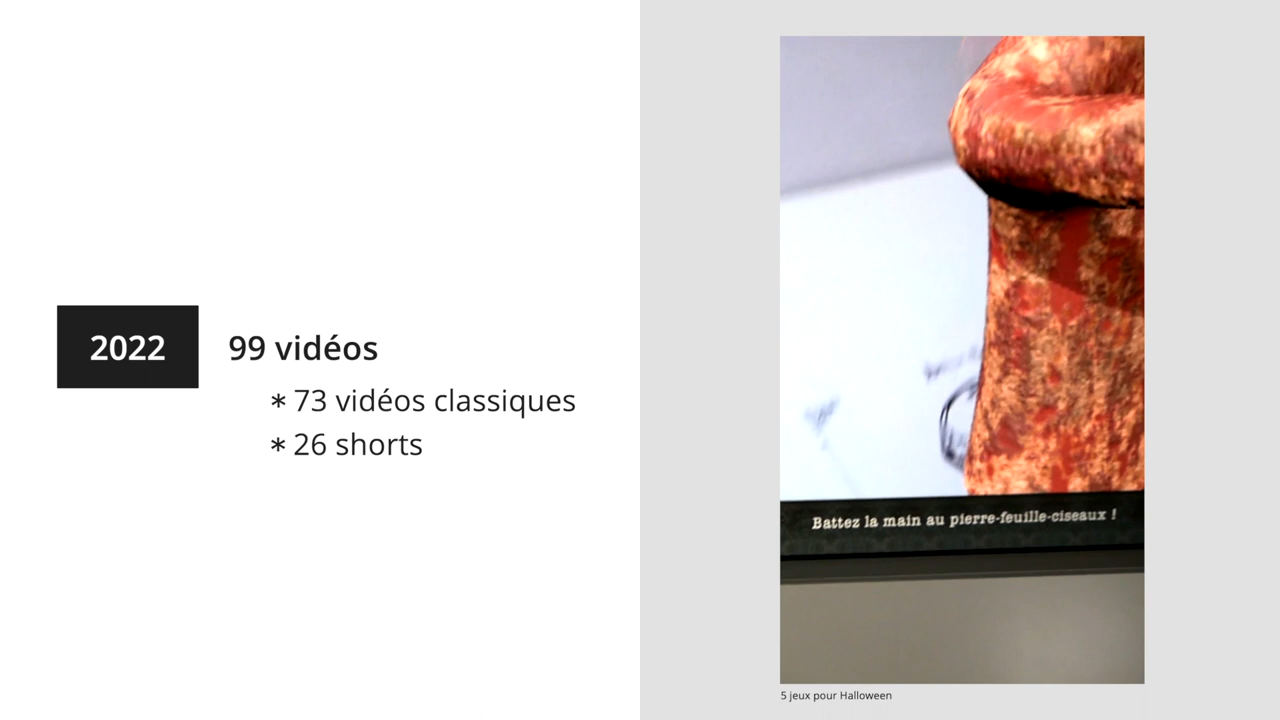 2022
99 vidéos
* 73 vidéos classiques
* 26 shorts
Battez la main au pierre-feuille-ciseaux !
5 jeux pour Halloween